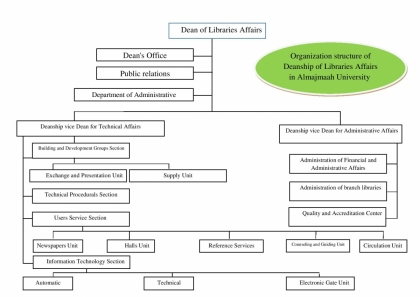 Dean of Libraries Affairs
Dean's Office
Public relations
Department of Administrative
Organization structure of
Deanship of Libraries Affairs
in Almajmaah University
Deanship vice Dean for Technical Affairs
Deanship vice Dean for Administrative Affairs
Building and Development Groups Section
Exchange and Presentation Unit
Supply Unit
Administration of Financial and
Administrative Affairs
Technical Procedurals Section
Administration of branch libraries
Users Service Section
Quality and Accreditation Center
Newspapers Unit
Halls Unit
Reference Services
Counseling and Guiding Unit
Circulation Unit
Information Technology Section
Automatic
Technical
Electronic Gate Unit